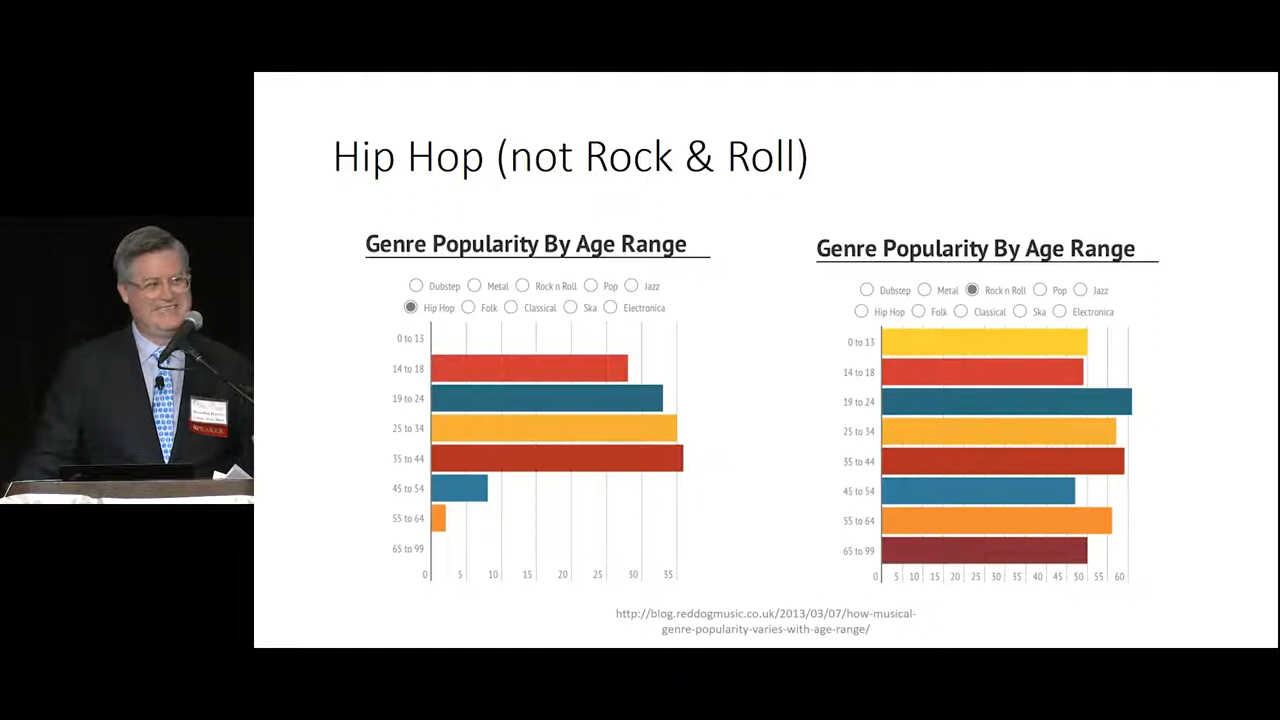 Hip Hop (not Rock & Roll)
Genre Popularity By Age Range
Dubstep Metal Rock n Roll Pop Jazz
Hip Hop Folk Classical Ska Electronica
0 to 13
14 to 18
19 to 24
25 to 34
35 to 44
45 to 54
55 to 64
65 to 99
0 5 10 15 20 25 30 35
Genre Popularity By Age Range
Dubstep Metal Rock n Roll Pop Jazz
Hip Hop Folk Classical Ska Electronica
0 to 13
14 to 18
19 to 24
25 to 34
35 to 44
45 to 54
55 to 64
65 to 99
0 5 10 15 20 25 30 35 40 45 50 55 60
http://blog.reddogmusic.co.uk/2013/03/07/how-musical-
genre-popularity-varies-with-age-range/
SPEAKER